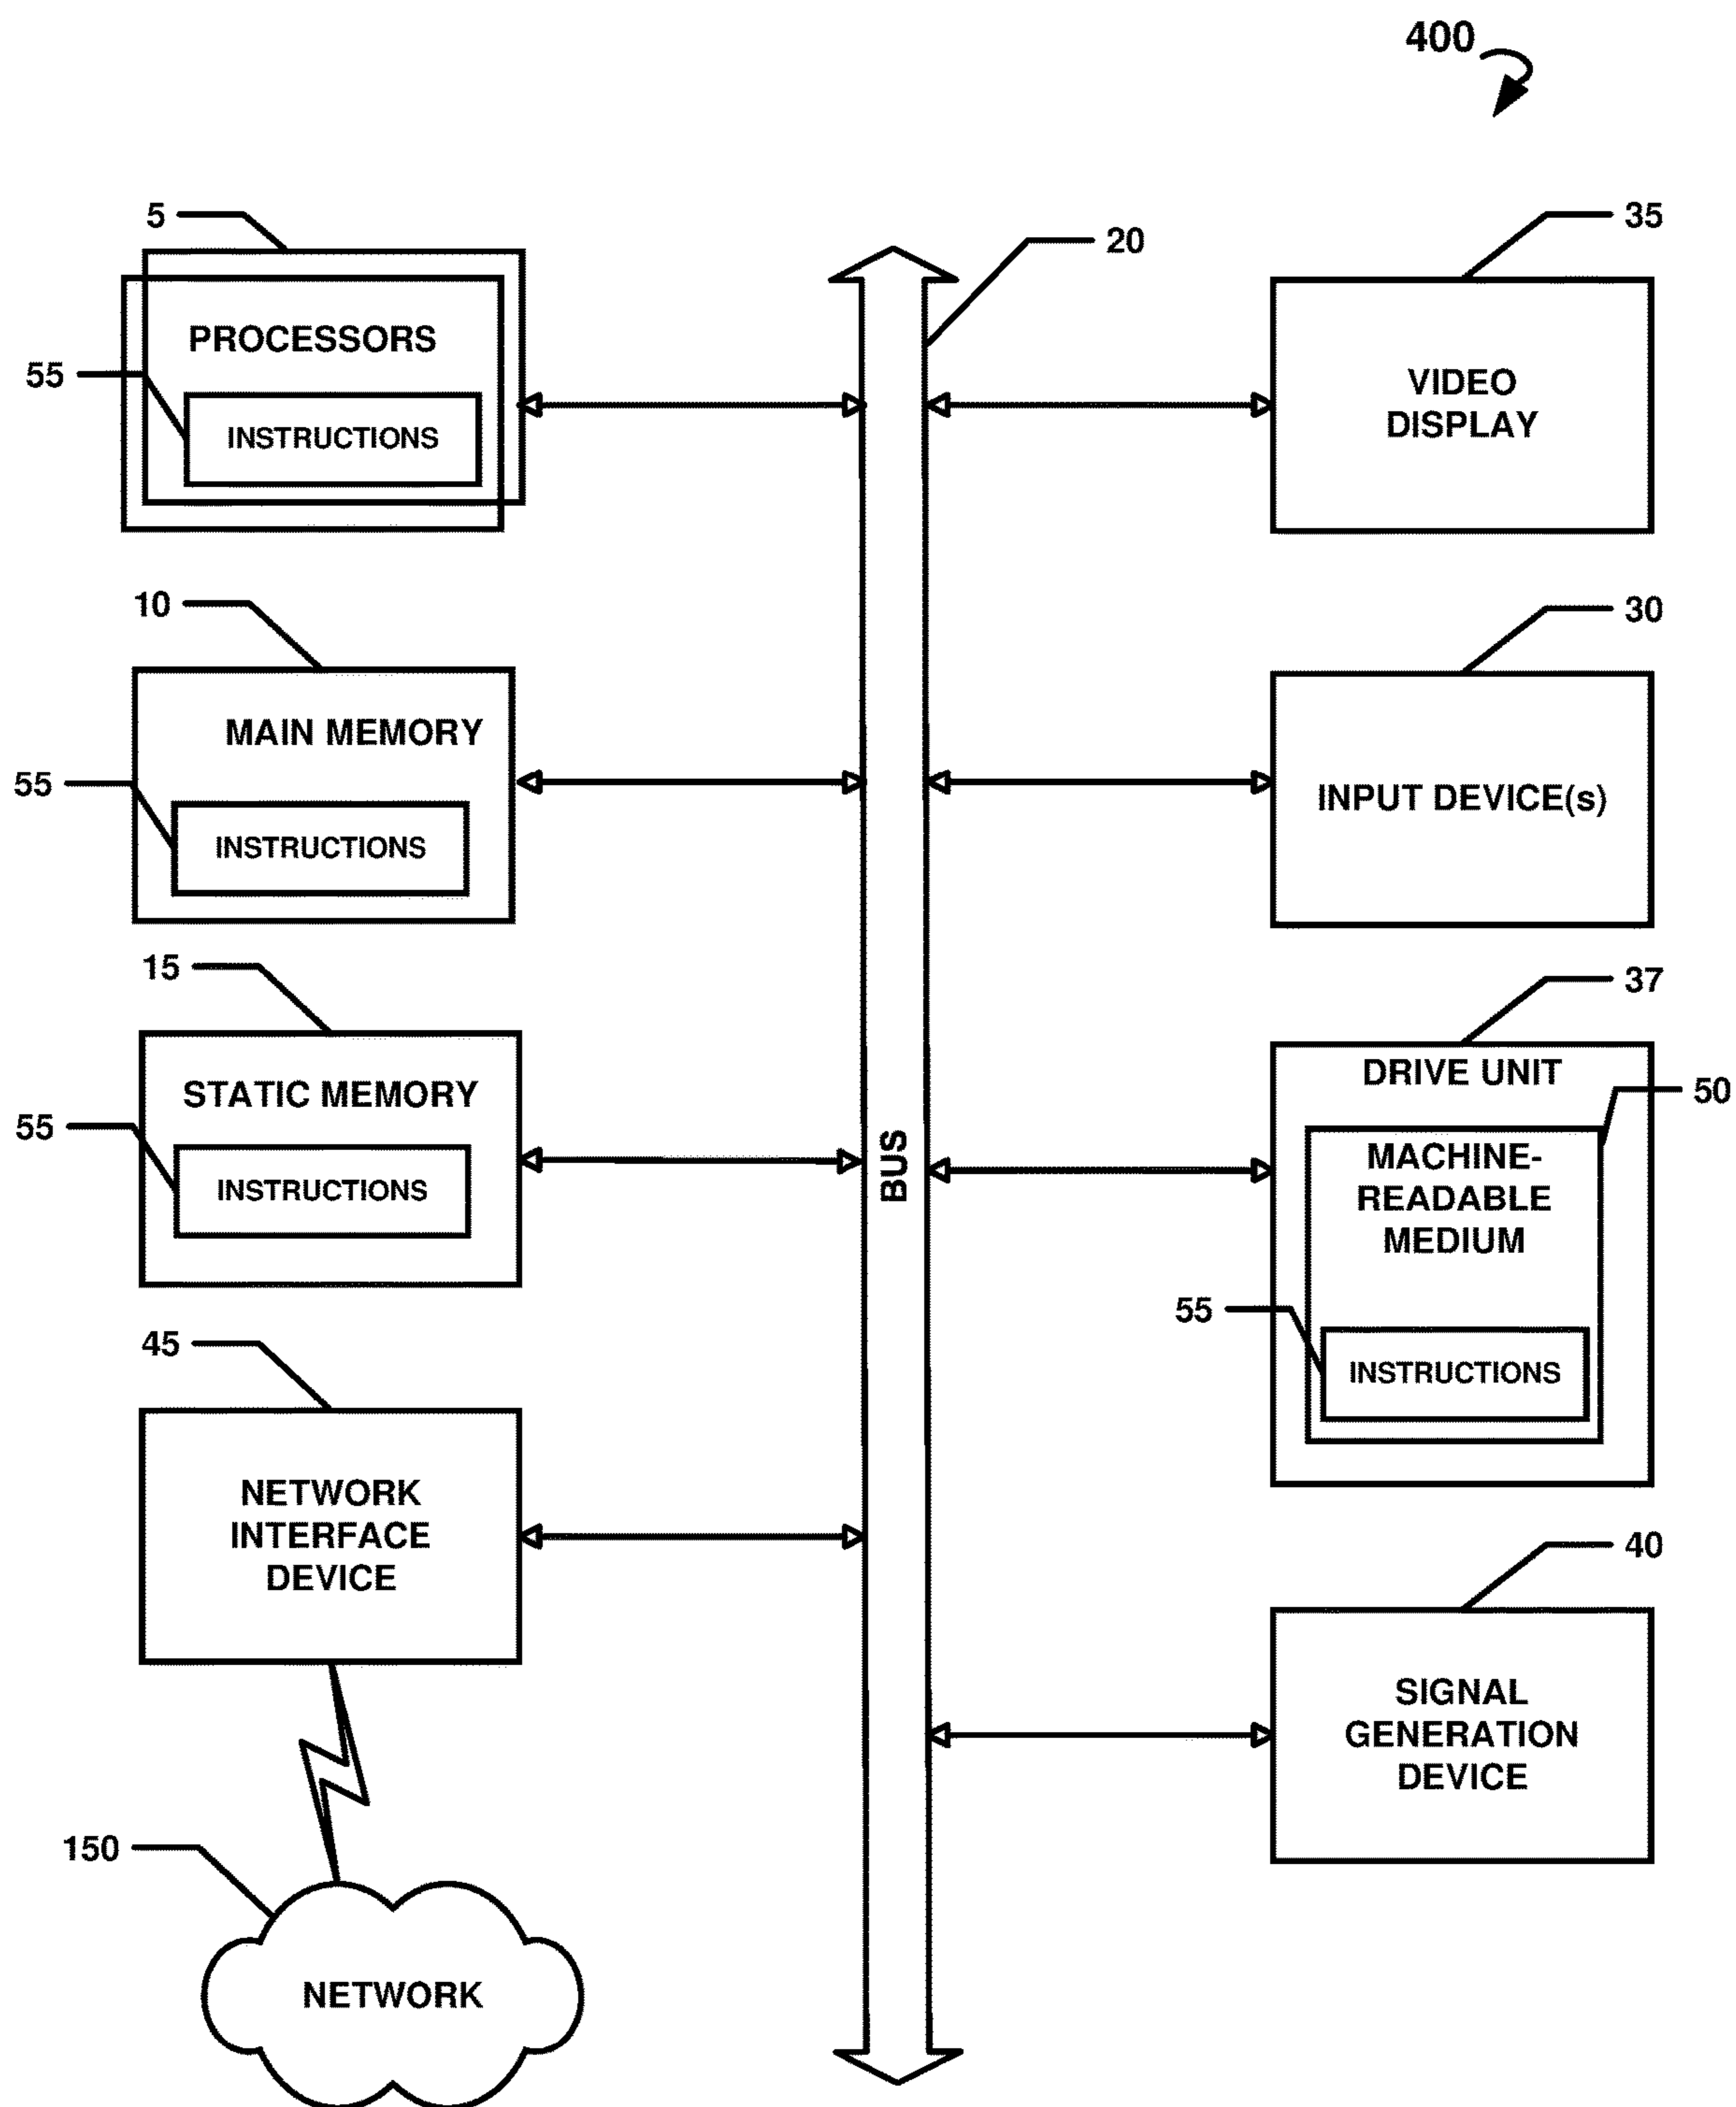 400
5
PROCESSORS
55
INSTRUCTIONS
10
MAIN MEMORY
55
INSTRUCTIONS
15
STATIC MEMORY
55
INSTRUCTIONS
45
NETWORK
INTERFACE
DEVICE
150
NETWORK
20
BUS
35
VIDEO
DISPLAY
30
INPUT DEVICE(s)
37
DRIVE UNIT
50
MACHINE-
READABLE
MEDIUM
55
INSTRUCTIONS
40
SIGNAL
GENERATION
DEVICE